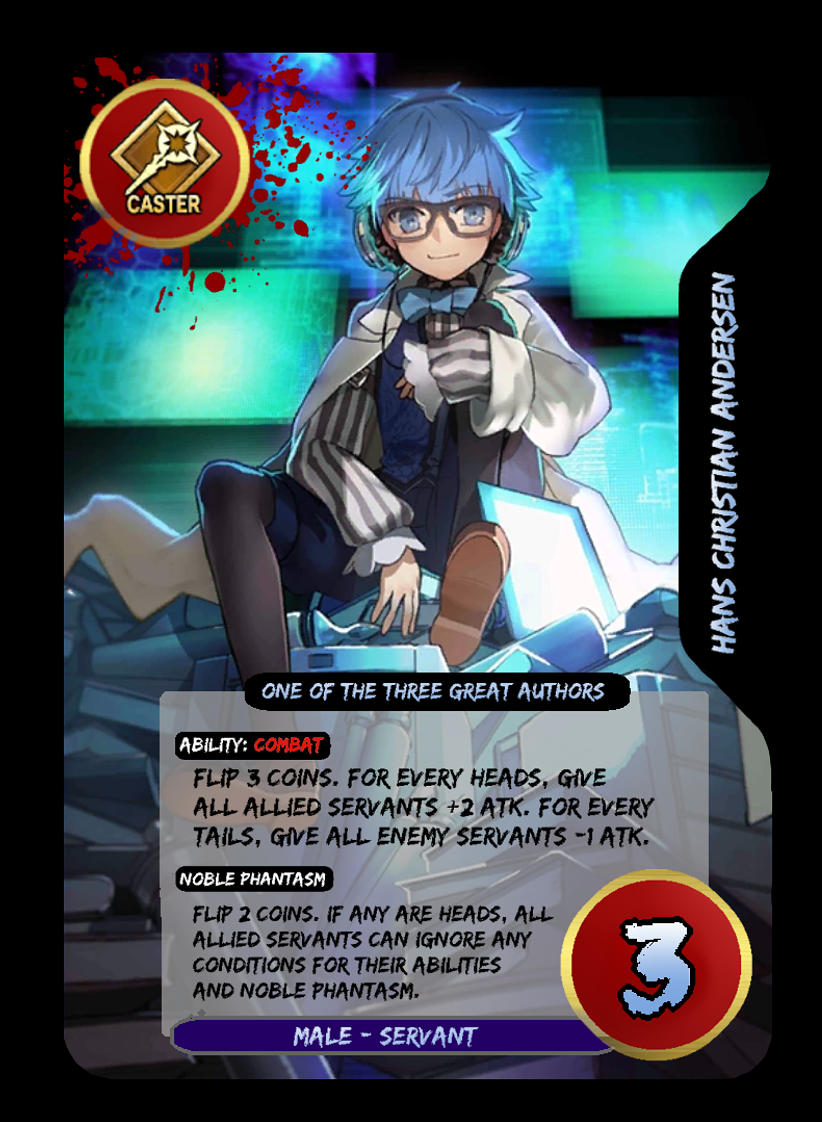 CASTER
HANS CHRISTIAN ANDERSEN
ONE OF THE THREE GREAT AUTHORS
ABILITY: COMBAT
FLIP 3 COINS. FOR EVERY HEADS, GIVE
ALL ALLIED SERVANTS +2 ATK. FOR EVERY
TAILS, GIVE ALL ENEMY SERVANTS -1 ATK.
NOBLE PHANTASM
FLIP 2 COINS. IF ANY ARE HEADS, ALL
ALLIED SERVANTS CAN IGNORE ANY
CONDITIONS FOR THEIR ABILITIES
AND NOBLE PHANTASM.
3
MALE - SERVANT